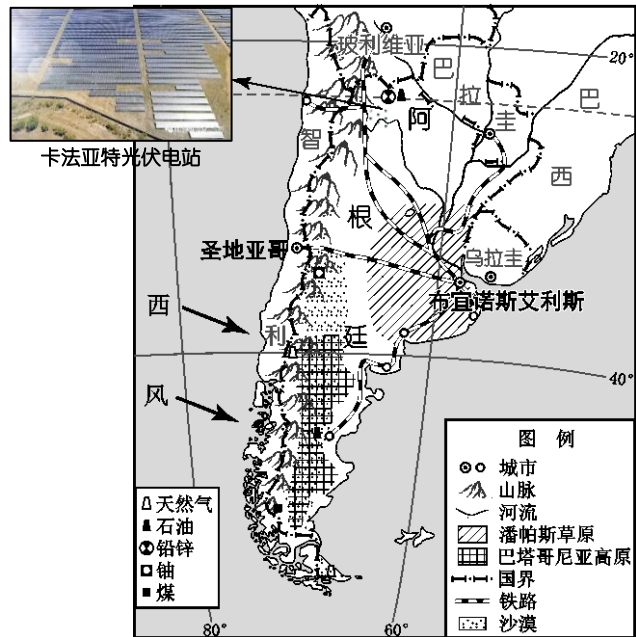 卡法亚特光伏电站
玻利维亚
20°
巴
拉
圭
巴
西
阿
根
廷
智
利
圣地亚哥
乌拉圭
布宜诺斯艾利斯
西
风
40°
80°
60°
天然气
石油
铅锌
铀
煤
图 例
城市
山脉
河流
潘帕斯草原
巴塔哥尼亚高原
国界
铁路
沙漠